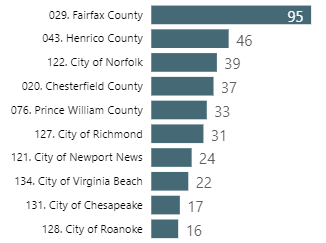 029. Fairfax County 95
043. Henrico County 46
122. City of Norfolk 39
020. Chesterfield County 37
076. Prince William County 33
127. City of Richmond 31
121. City of Newport News 24
134. City of Virginia Beach 22
131. City of Chesapeake 17
128. City of Roanoke 16